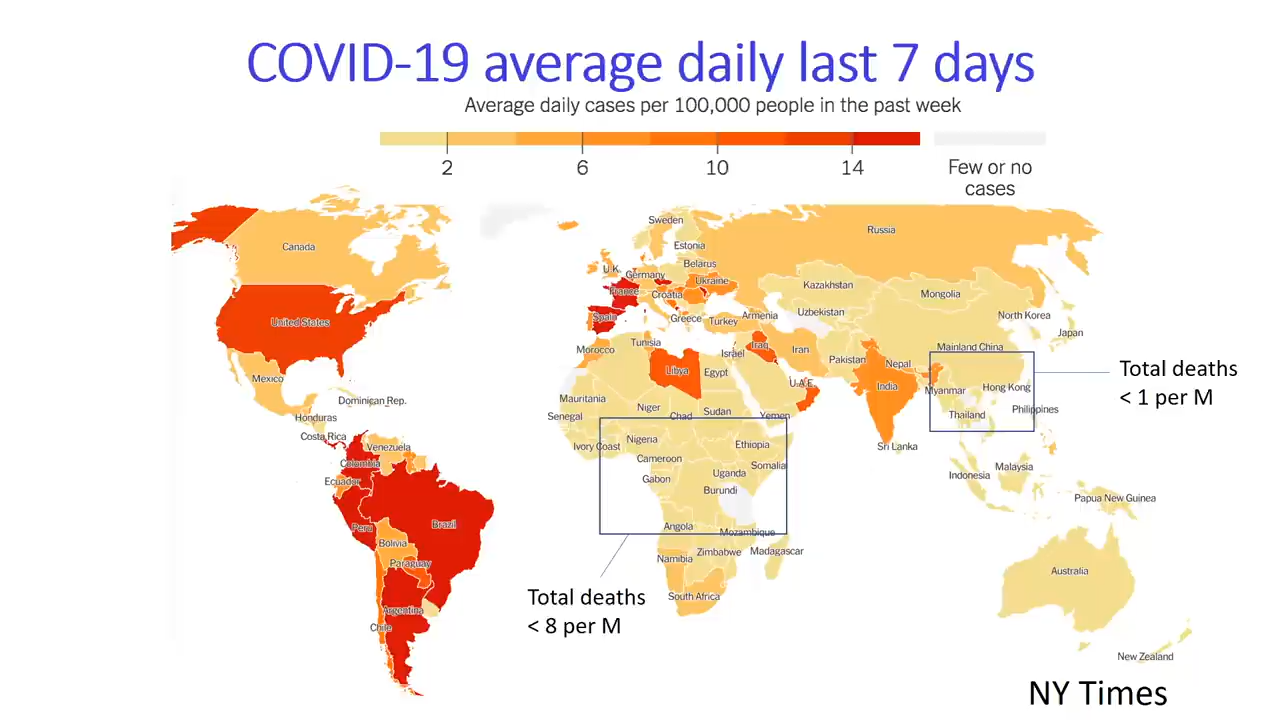 COVID-19 average daily last 7 days
Average daily cases per 100,000 people in the past week
2
6
10
14
Few or no
cases
Sweden
Russia
Canada
Estonia
Belarus
U.K.
Germany
Ukraine
Kazakhstan
France
Croatia
Mongolia
United States
Spain
Greece
Turkey
Armenia
Uzbekistan
North Korea
Japan
Morocco
Tunisia
Israel
Iraq
Iran
Pakistan
Nepal
Mainland China
Mexico
Libya
Egypt
U.A.E.
India
Myanmar
Hong Kong
Total deaths
< 1 per M
Dominican Rep.
Mauritania
Senegal
Niger
Chad
Sudan
Yemen
Thailand
Philippines
Honduras
Costa Rica
Venezuela
Ivory Coast
Nigeria
Ethiopia
Sri Lanka
Colombia
Cameroon
Somalia
Malaysia
Ecuador
Gabon
Uganda
Burundi
Indonesia
Papua New Guinea
Peru
Brazil
Angola
Mozambique
Bolivia
Paraguay
Namibia
Zimbabwe
Madagascar
Australia
South Africa
Argentina
Chile
Total deaths
< 8 per M
New Zealand
NY Times